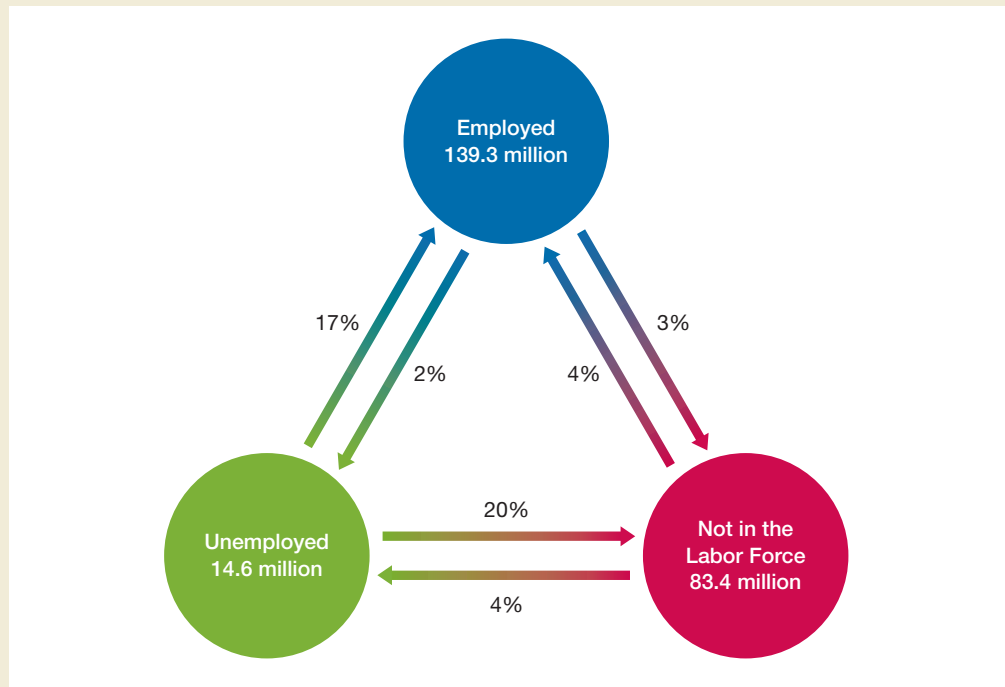 Employed
139.3 million
17%
3%
2%
4%
20%
Unemployed
14.6 million
Not in the
Labor Force
83.4 million
4%